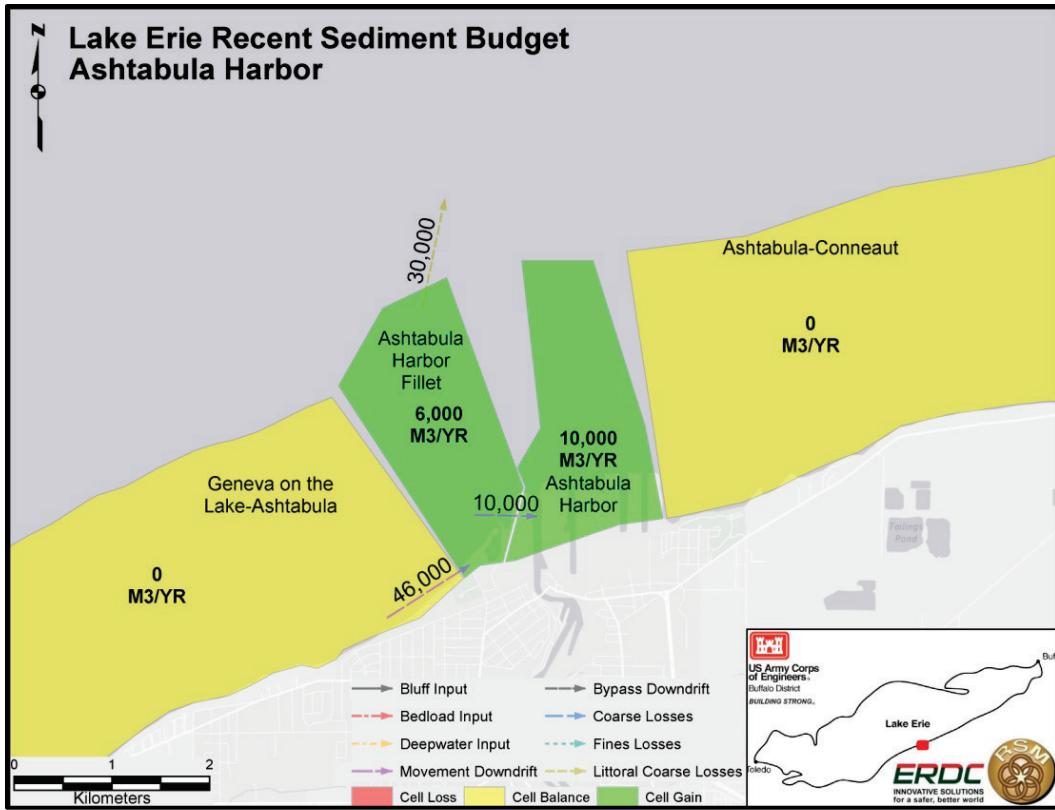 N
Lake Erie Recent Sediment Budget
Ashtabula Harbor
30,000
Ashtabula-Conneaut
0
M3/YR
Ashtabula
Harbor
Fillet
6,000
M3/YR
10,000
M3/YR
Ashtabula
Harbor
Geneva on the
Lake-Ashtabula
10,000
46,000
0
M3/YR
Tailings
Pond
Bluff Input
Bypass Downdrift
Bedload Input
Coarse Losses
Deepwater Input
Fines Losses
Movement Downdrift
Littoral Coarse Losses
Cell Loss
Cell Balance
Cell Gain
0
1
2
Kilometers
US Army Corps
of Engineers®
Buffalo District
BUILDING STRONG®
Buf
Lake Erie
Toledo
ERDC
INNOVATIVE SOLUTIONS
for a safer, better world
RSM